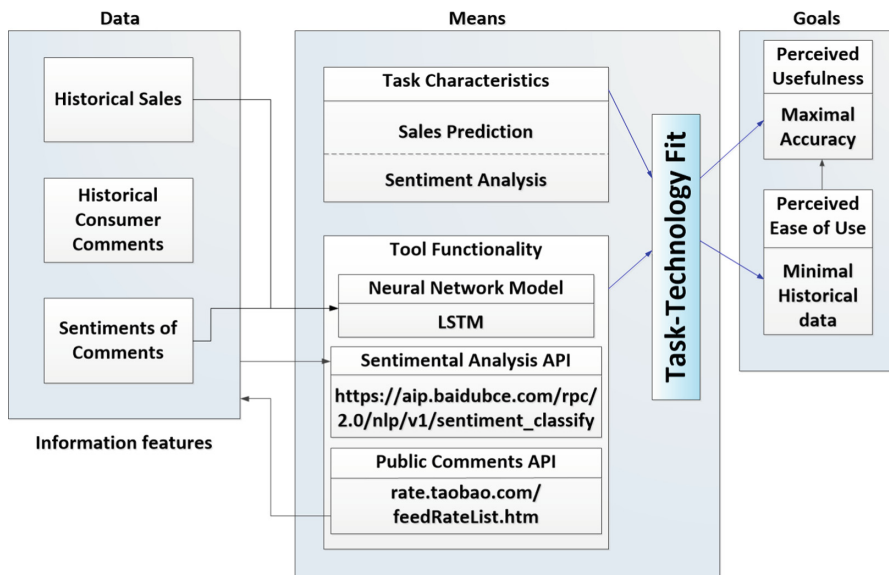 Data
Historical Sales
Historical
Consumer
Comments
Sentiments of
Comments
Information features
Means
Task Characteristics
Sales Prediction
Sentiment Analysis
Tool Functionality
Neural Network Model
LSTM
Sentimental Analysis API
https://aip.baidubce.com/rpc/
2.0/nlp/v1/sentiment_classify
Public Comments API
rate.taobao.com/
feedRateList.htm
Task-Technology Fit
Goals
Perceived
Usefulness
Maximal
Accuracy
Perceived
Ease of Use
Minimal
Historical
data